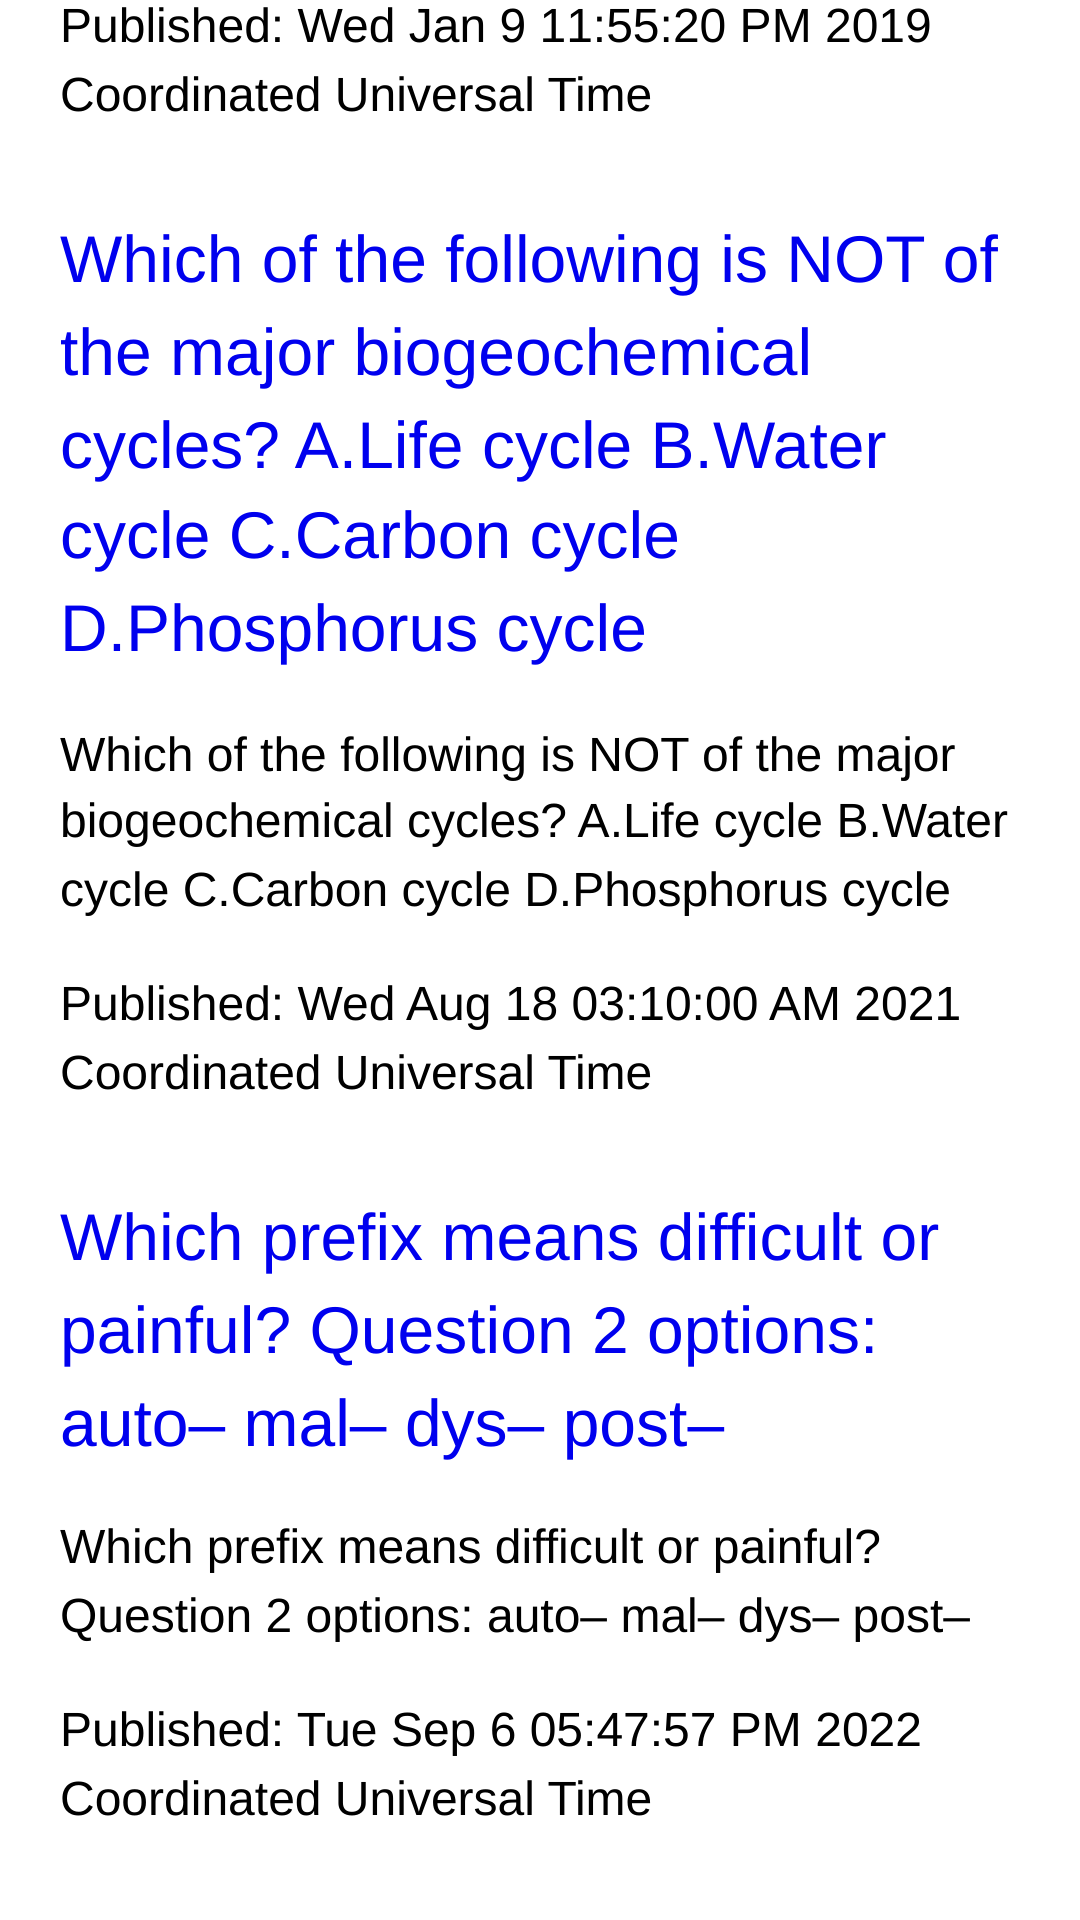 Published: Wed Jan 9 11:55:20 PM 2019
Coordinated Universal Time
Which of the following is NOT of
the major biogeochemical
cycles? A.Life cycle B.Water
cycle C.Carbon cycle
D.Phosphorus cycle
Which of the following is NOT of the major
biogeochemical cycles? A.Life cycle B.Water
cycle C.Carbon cycle D.Phosphorus cycle
Published: Wed Aug 18 03:10:00 AM 2021
Coordinated Universal Time
Which prefix means difficult or
painful? Question 2 options:
auto– mal– dys– post–
Which prefix means difficult or painful?
Question 2 options: auto– mal– dys– post–
Published: Tue Sep 6 05:47:57 PM 2022
Coordinated Universal Time